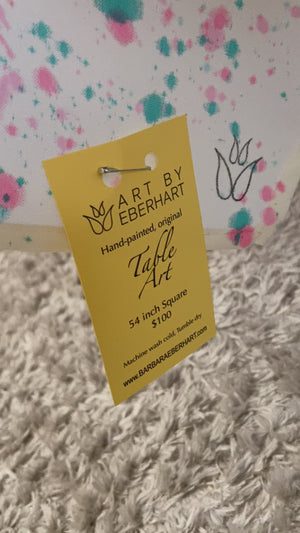 ART BY
EBERHART
Hand-painted, original
Table
Art
54 inch Square
$100
Machine wash cold, Tumble dry
www.BARBARAEBERHART.com